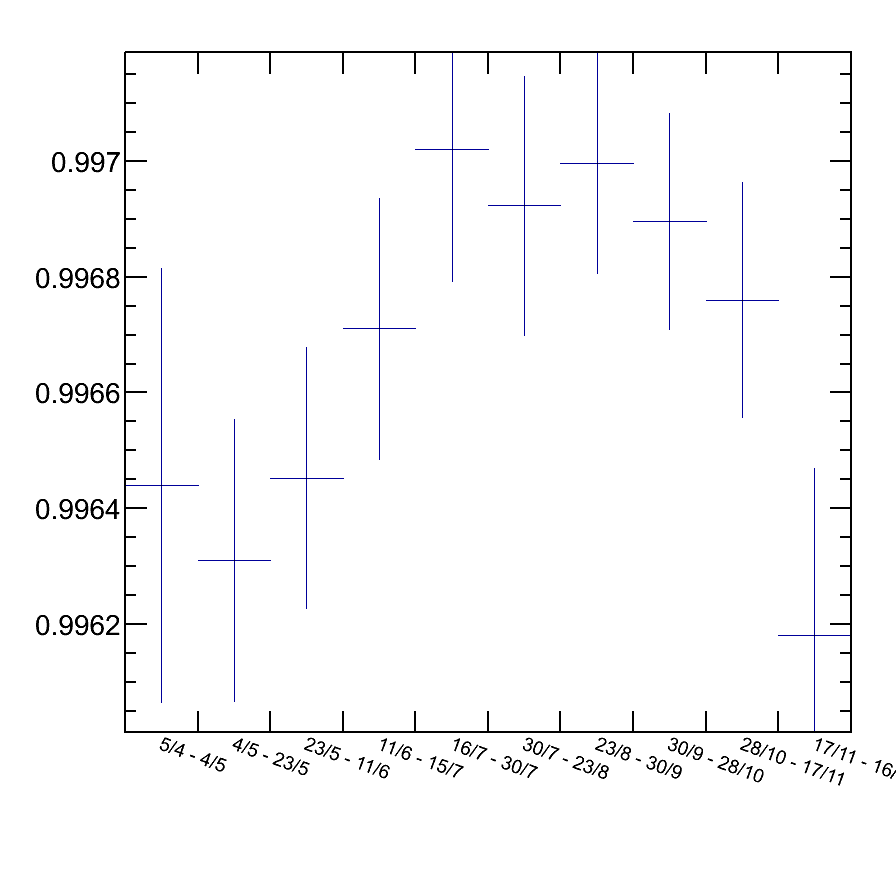 0.997
0.9968
0.9966
0.9964
0.9962
5/4 - 4/5
4/5 - 23/5
23/5 - 11/6
11/6 - 15/7
16/7 - 30/7
30/7 - 23/8
23/8 - 30/9
30/9 - 28/10
28/10 - 17/11
17/11 - 16/